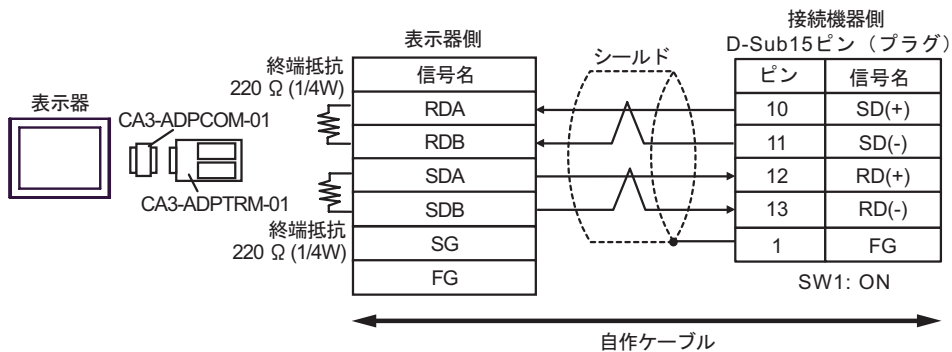 接続機器側
D-Sub15ピン（プラグ）
表示器側
シールド
終端抵抗
220 Ω (1/4W)
信号名
ピン
信号名
表示器
RDA
10
SD(+)
CA3-ADPCOM-01
RDB
11
SD(-)
SDA
12
RD(+)
CA3-ADPTRM-01
SDB
13
RD(-)
終端抵抗
220 Ω (1/4W)
SG
1
FG
FG
SW1: ON
自作ケーブル